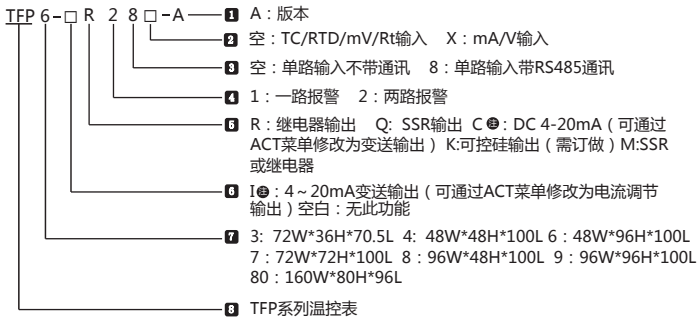 TFP 6-□ R 2 8 □ -A
1 A：版本
2 空：TC/RTD/mV/Rt输入 X：mA/V输入
3 空：单路输入不带通讯 8：单路输入带RS485通讯
4 1：一路报警 2：两路报警
5 R：继电器输出 Q: SSR输出 C注: DC 4-20mA（可通过
ACT菜单修改为变送输出）K:可控硅输出（需订做）M:SSR
或继电器
6 I注：4～20mA变送输出（可通过ACT菜单修改为电流调节
输出）空白：无此功能
7 3: 72W*36H*70.5L 4: 48W*48H*100L 6：48W*96H*100L
7：72W*72H*100L 8：96W*48H*100L 9：96W*96H*100L
80：160W*80H*96L
8 TFP系列温控表